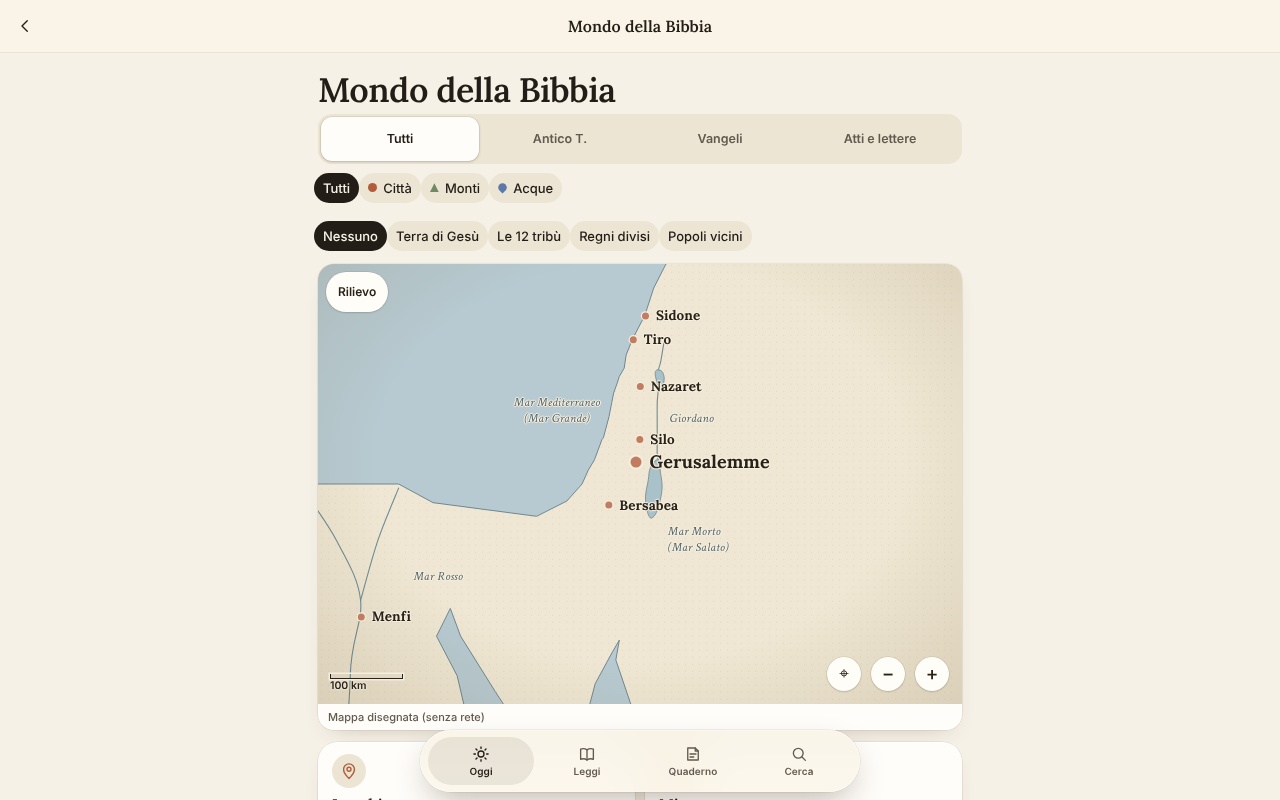 Mondo della Bibbia
Mondo della Bibbia
Tutti
Antico T.
Vangeli
Atti e lettere
Tutti
Città
Monti
Acque
Nessuno
Terra di Gesù
Le 12 tribù
Regni divisi
Popoli vicini
Rilievo
Sidone
Tiro
Nazaret
Mar Mediterraneo
(Mar Grande)
Giordano
Silo
Gerusalemme
Bersabea
Mar Morto
(Mar Salato)
Mar Rosso
Menfi
100 km
Mappa disegnata (senza rete)
Oggi
Leggi
Quaderno
Cerca